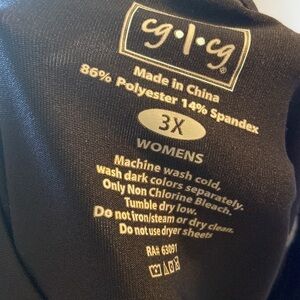 cg•1•cg
Made in China
86% Polyester 14% Spandex
3X
WOMENS
Machine wash cold,
wash dark colors separately.
Only Non Chlorine Bleach.
Tumble dry low.
Do not iron/steam or dry clean.
Do not use dryer sheets
RA# 63091